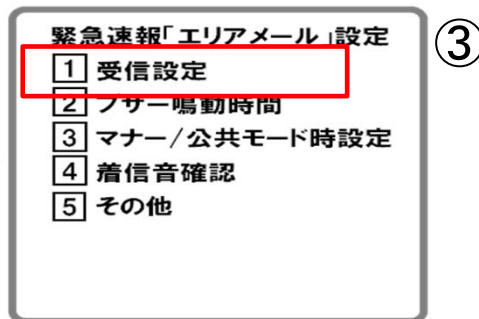 緊急速報「エリアメール」設定
③
1 受信設定
2 ブザー鳴動時間
3 マナー/公共モード時設定
4 着信音確認
5 その他